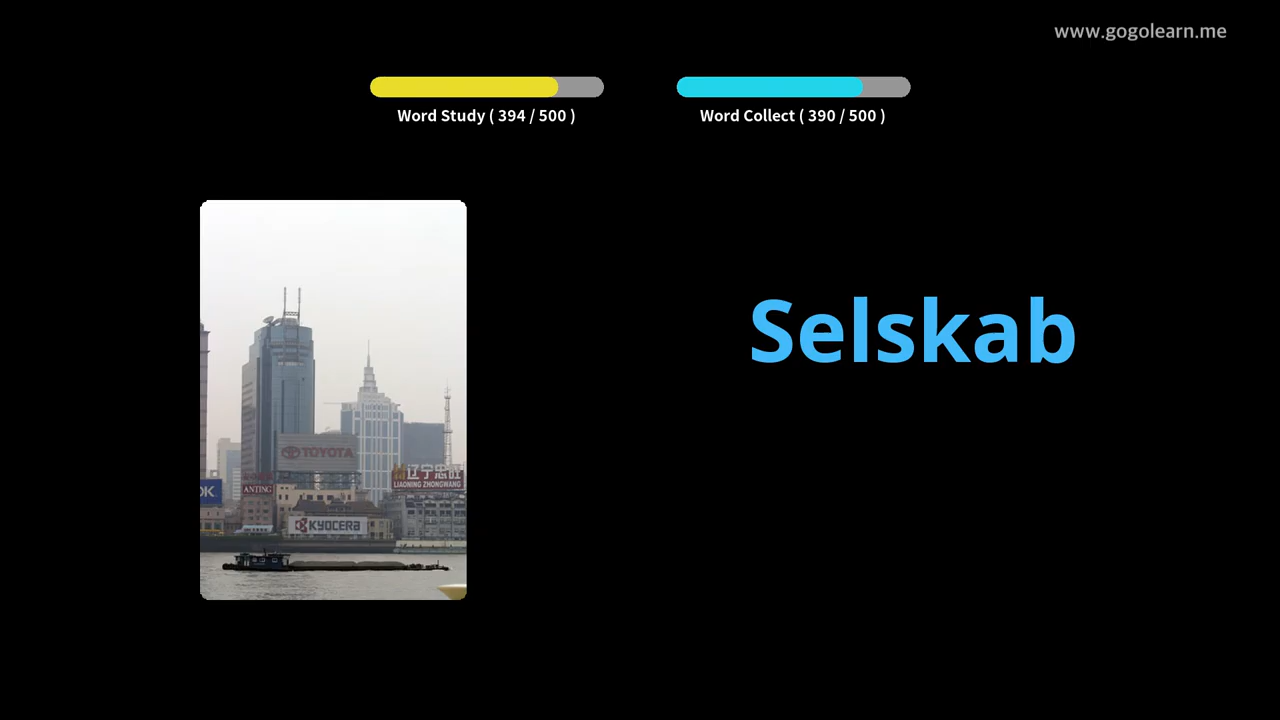 www.gogolearn.me
Word Study ( 394 / 500 )
Word Collect ( 390 / 500 )
Selskab
TOYOTA
辽宁忠旺
LIAONING ZHONGWANG
OK
ANTING
KYOCERA